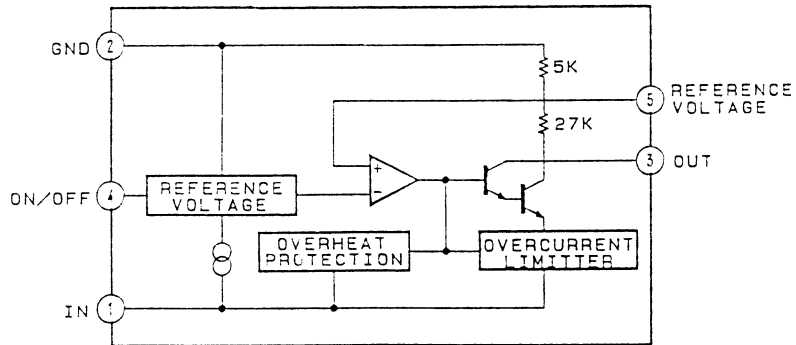 GND
2
5K
5
REFERENCE
VOLTAGE
27K
3
OUT
+
−
ON/OFF
4
REFERENCE
VOLTAGE
OVERHEAT
PROTECTION
OVERCURRENT
LIMITTER
IN
1